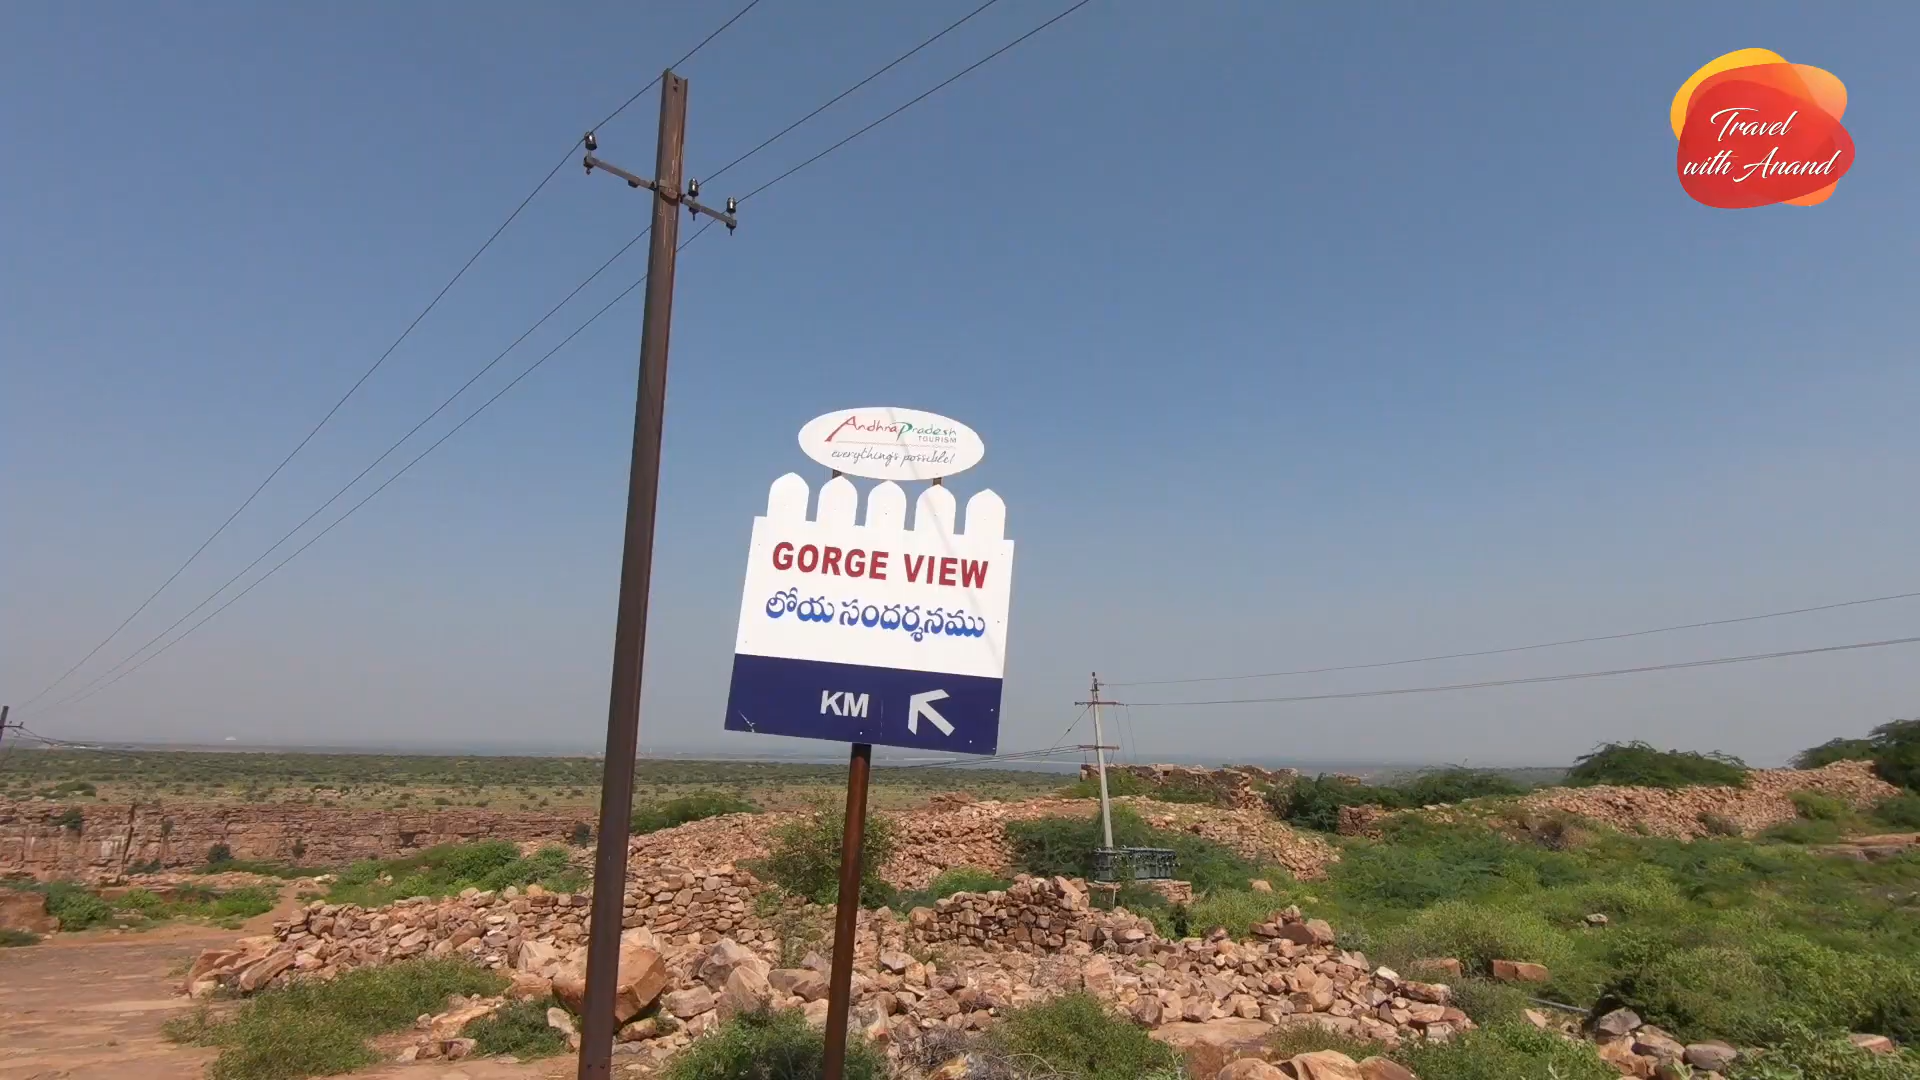 Travel
with Anand
Andhra Pradesh
TOURISM
everything's possible!
GORGE VIEW
లోయ సందర్శనము
KM